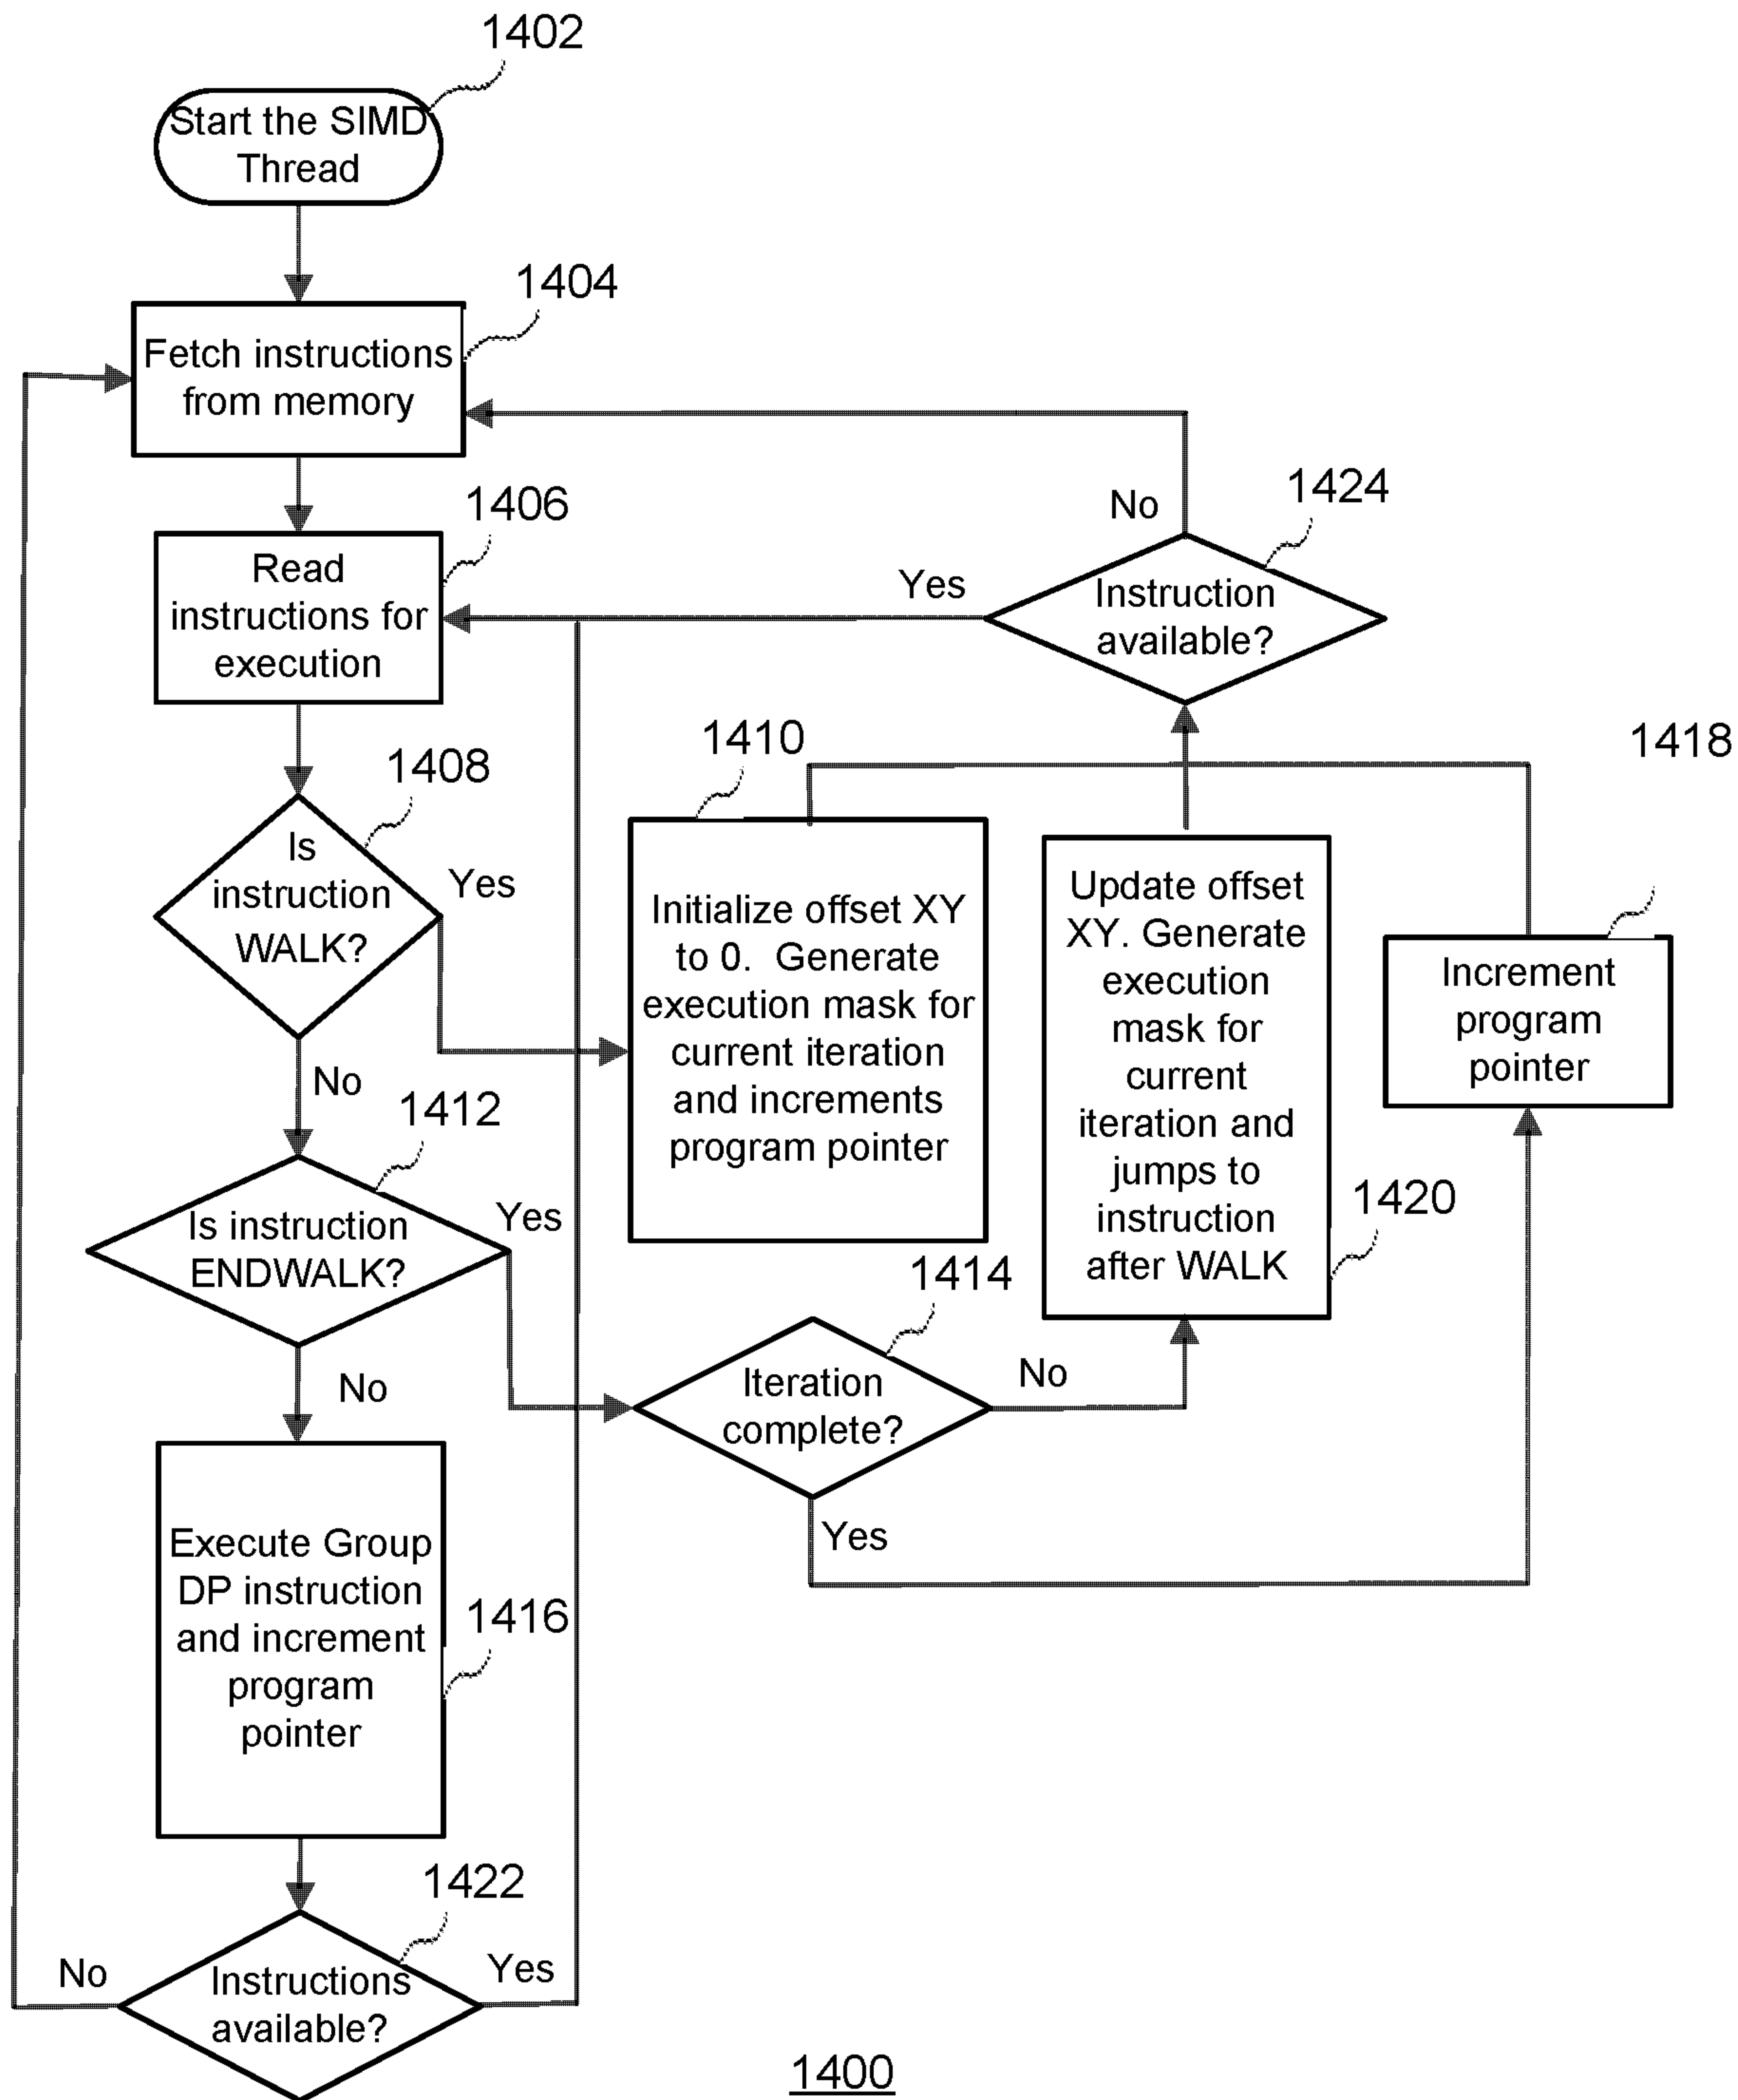 1402
Start the SIMD
Thread
1404
Fetch instructions
from memory
1406
Read
instructions for
execution
1424
No
Yes
Instruction
available?
1408
Is
instruction
WALK?
Yes
No
1410
Initialize offset XY
to 0. Generate
execution mask for
current iteration
and increments
program pointer
Update offset
XY. Generate
execution
mask for
current
iteration and
jumps to
instruction
after WALK
1420
1418
Increment
program
pointer
1412
Is instruction
ENDWALK?
Yes
No
1414
Iteration
complete?
No
Yes
Execute Group
DP instruction
and increment
program
pointer
1416
1422
Instructions
available?
No
Yes
1400